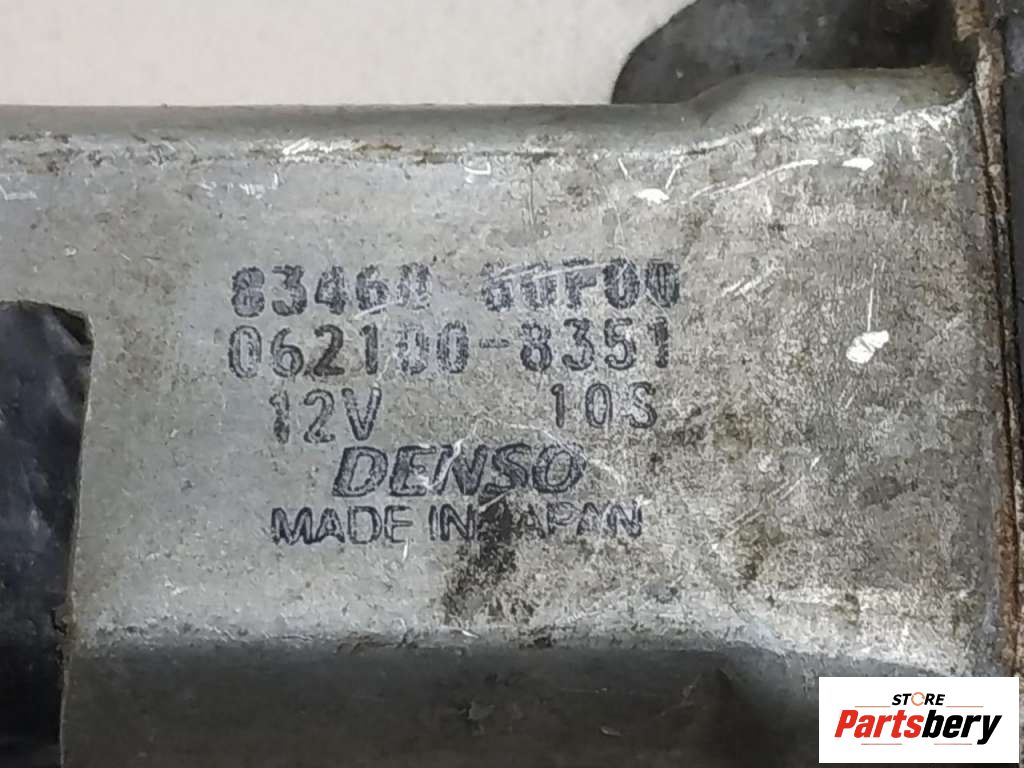 83460 60F00
062100-8351
12V 10S
DENSO
MADE IN JAPAN
STORE
Partsbery